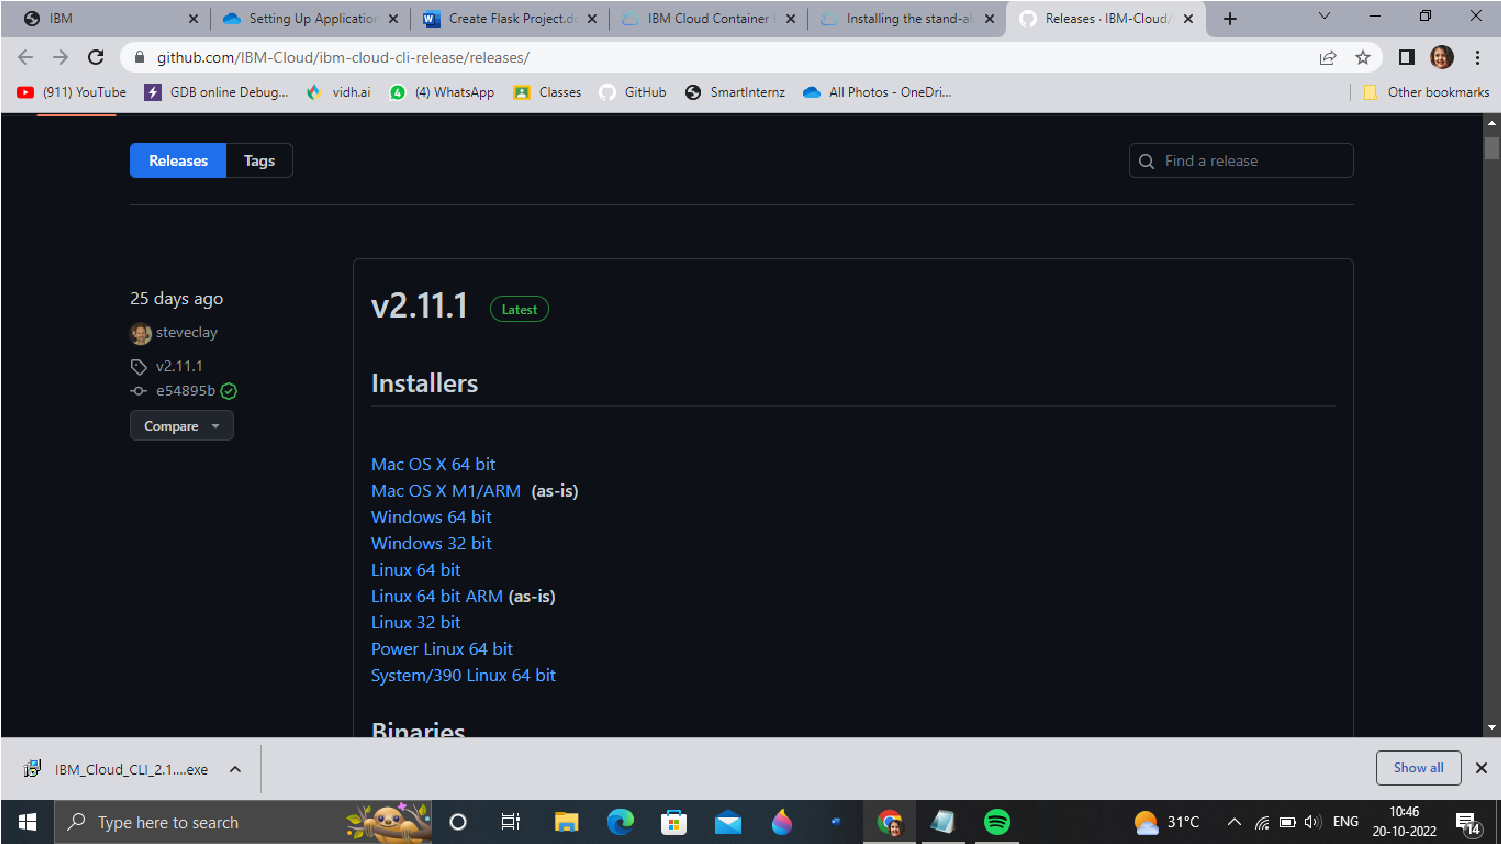 IBM
Setting Up Application
Create Flask Project.do
IBM Cloud Container R
Installing the stand-al
Releases · IBM-Cloud/
github.com/IBM-Cloud/ibm-cloud-cli-release/releases/
(911) YouTube
GDB online Debug...
vidh.ai
(4) WhatsApp
Classes
GitHub
SmartInternz
All Photos - OneDri...
Other bookmarks
Releases
Tags
Find a release
25 days ago
steveclay
v2.11.1
e54895b
Compare
v2.11.1 Latest
Installers
Mac OS X 64 bit
Mac OS X M1/ARM (as-is)
Windows 64 bit
Windows 32 bit
Linux 64 bit
Linux 64 bit ARM (as-is)
Linux 32 bit
Power Linux 64 bit
System/390 Linux 64 bit
Binaries
IBM_Cloud_CLI_2.1....exe
Show all
Type here to search
31°C
ENG
10:46
20-10-2022
14